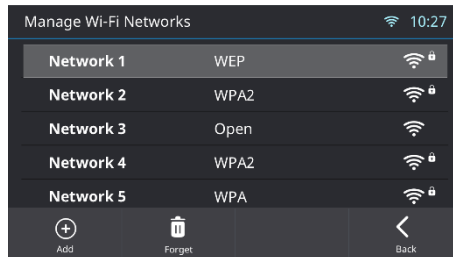 Manage Wi-Fi Networks 10:27
Network 1 WEP
Network 2 WPA2
Network 3 Open
Network 4 WPA2
Network 5 WPA
Add Forget Back